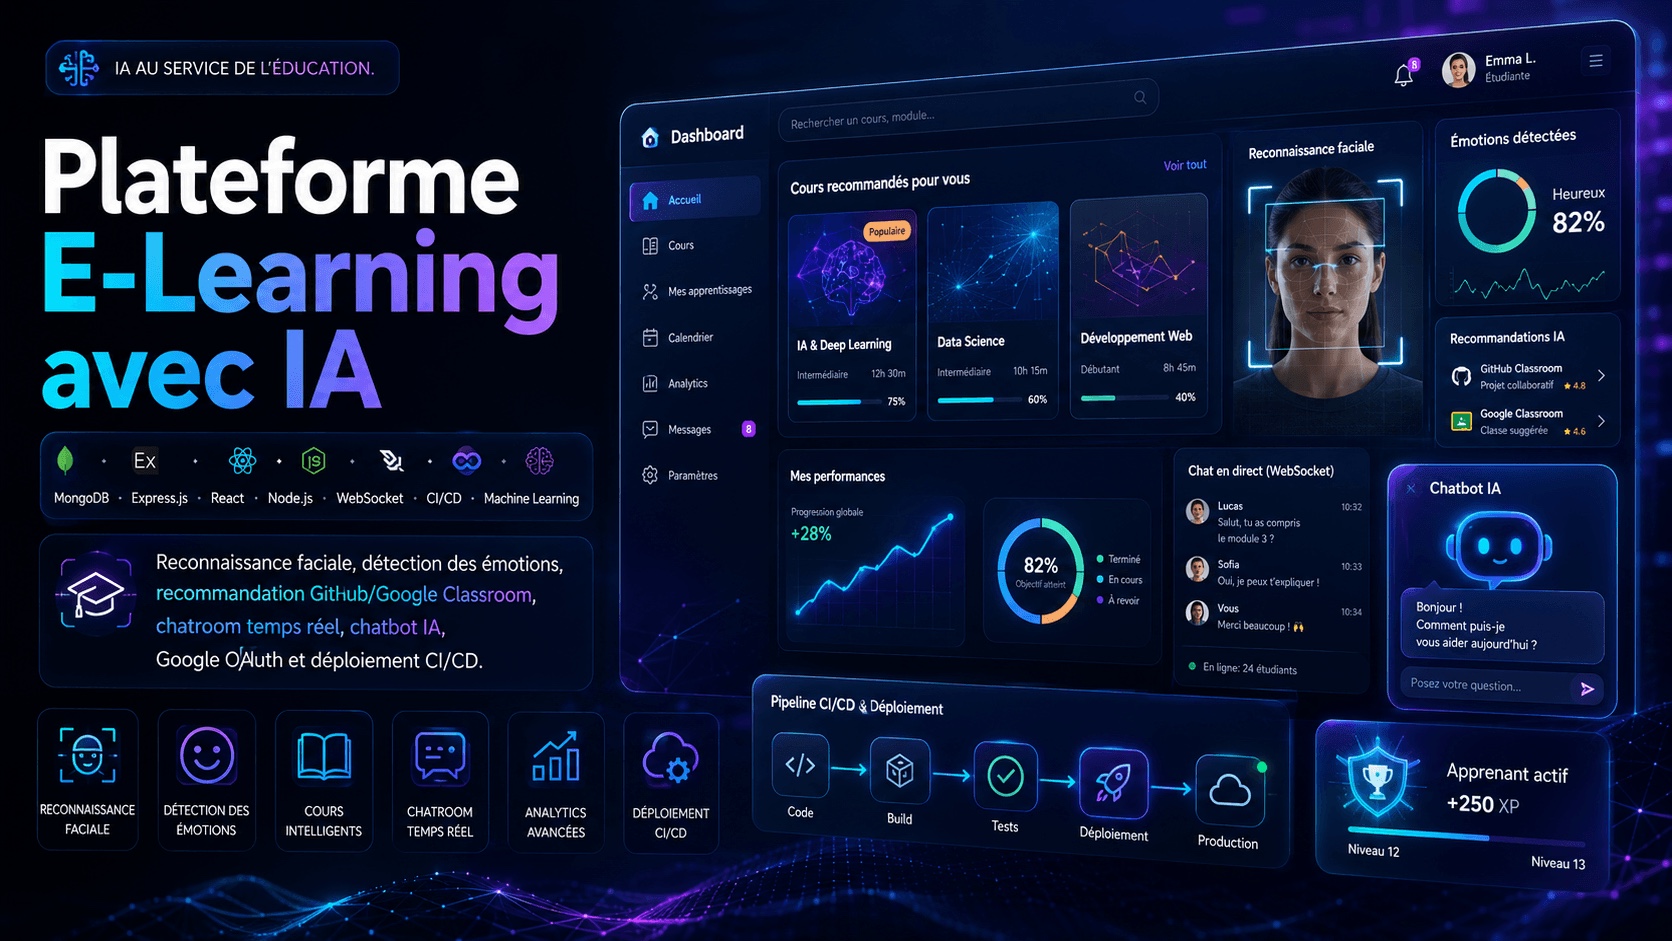 IA AU SERVICE DE L'ÉDUCATION.
Plateforme
E-Learning
avec IA
Ex
JS
MongoDB · Express.js · React · Node.js · WebSocket · CI/CD · Machine Learning
Reconnaissance faciale, détection des émotions,
recommandation GitHub/Google Classroom,
chatroom temps réel, chatbot IA,
Google OAuth et déploiement CI/CD.
RECONNAISSANCE
FACIALE
DÉTECTION DES
ÉMOTIONS
COURS
INTELLIGENTS
CHATROOM
TEMPS RÉEL
ANALYTICS
AVANCÉES
DÉPLOIEMENT
CI/CD
Dashboard
Rechercher un cours, module...
8
Emma L.
Étudiante
Accueil
Cours
Mes apprentissages
Calendrier
Analytics
Messages 8
Paramètres
Cours recommandés pour vous
Voir tout
Populaire
IA & Deep Learning
Intermédiaire 12h 30m
75%
Data Science
Intermédiaire 10h 15m
60%
Développement Web
Débutant 8h 45m
40%
Reconnaissance faciale
Émotions détectées
Heureux
82%
Recommandations IA
GitHub Classroom
Projet collaboratif ★ 4.8
Google Classroom
Classe suggérée ★ 4.6
Mes performances
Progression globale
+28%
82%
Objectif atteint
Terminé
En cours
À revoir
Chat en direct (WebSocket)
Lucas 10:32
Salut, tu as compris
le module 3 ?
Sofia 10:33
Oui, je peux t'expliquer !
Vous 10:34
Merci beaucoup ! 🙌
En ligne: 24 étudiants
Chatbot IA
Bonjour !
Comment puis-je
vous aider aujourd'hui ?
Posez votre question...
Pipeline CI/CD & Déploiement
Code
Build
Tests
Déploiement
Production
Apprenant actif
+250 XP
Niveau 12
Niveau 13